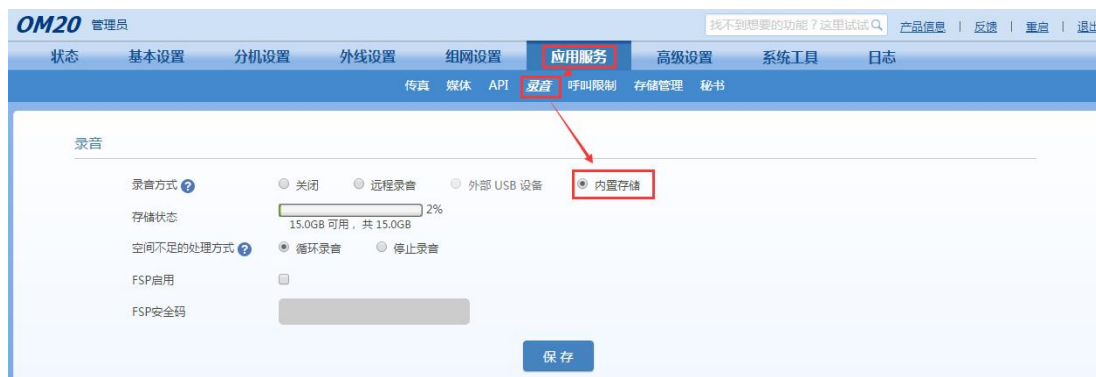 OM20 管理员 找不到想要的功能？这里试试 产品信息 | 反馈 | 重启 | 退出
状态 基本设置 分机设置 外线设置 组网设置 应用服务 高级设置 系统工具 日志
传真 媒体 API 录音 呼叫限制 存储管理 秘书
录音
录音方式 ? 关闭 远程录音 外部 USB 设备 内置存储
存储状态 2%
15.0GB 可用， 共 15.0GB
空间不足的处理方式 ? 循环录音 停止录音
FSP启用
FSP安全码
保 存